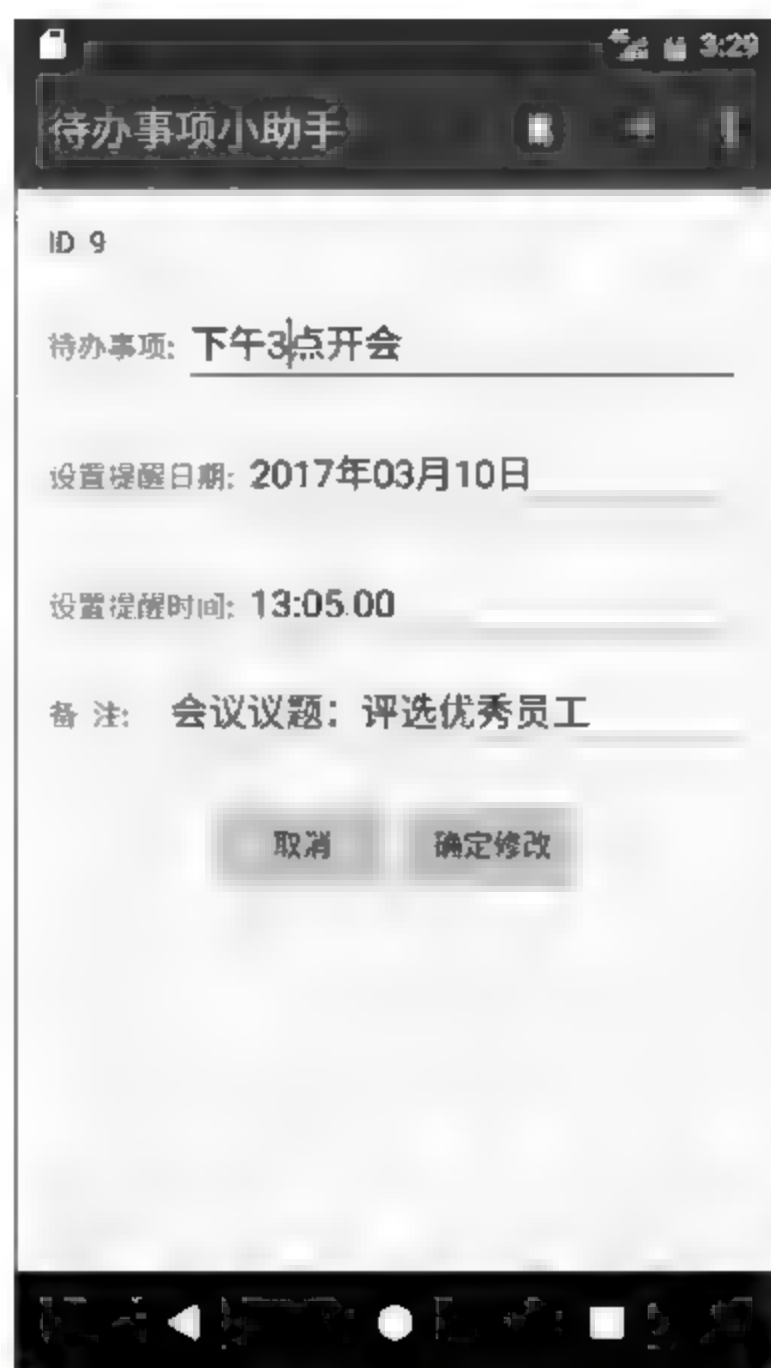 3:29
待办事项小助手
ID 9
待办事项: 下午3点开会
设置提醒日期: 2017年03月10日
设置提醒时间: 13:05:00
备 注: 会议议题：评选优秀员工
取消 确定修改